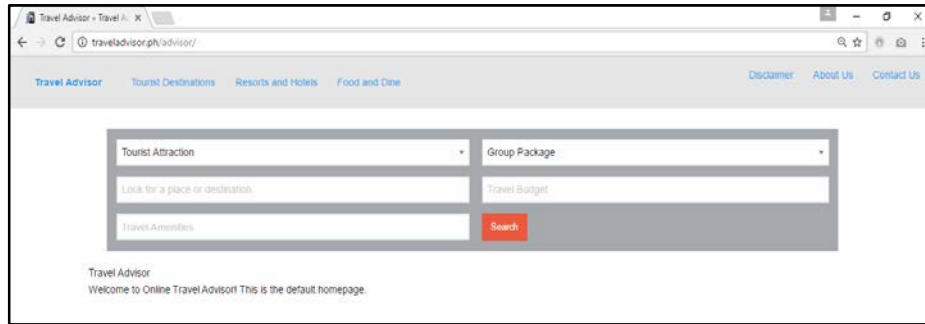 Travel Advisor - Travel A
traveladvisor.ph/advisor/
Travel Advisor Tourist Destinations Resorts and Hotels Food and Dine Disclaimer About Us Contact Us
Tourist Attraction Group Package
Look for a place or destination. Travel Budget
Travel Amenities Search
Travel Advisor
Welcome to Online Travel Advisor! This is the default homepage.